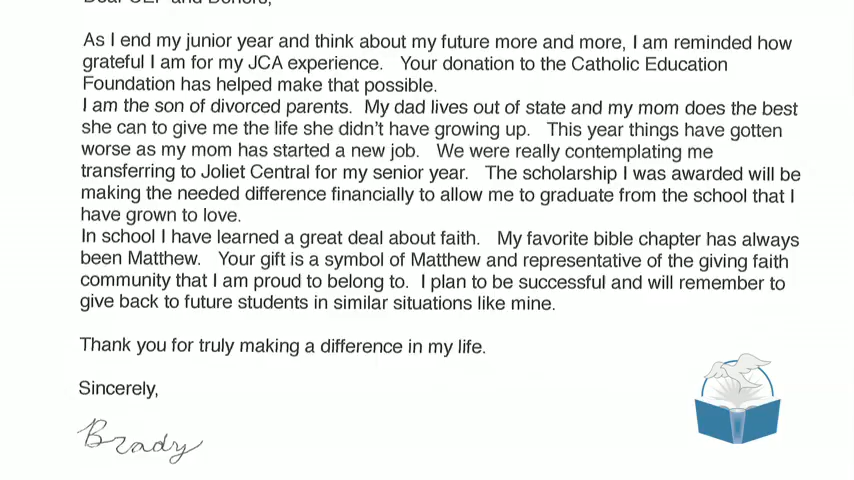 Dear CEF and Donors,
As I end my junior year and think about my future more and more, I am reminded how
grateful I am for my JCA experience. Your donation to the Catholic Education
Foundation has helped make that possible.
I am the son of divorced parents. My dad lives out of state and my mom does the best
she can to give me the life she didn't have growing up. This year things have gotten
worse as my mom has started a new job. We were really contemplating me
transferring to Joliet Central for my senior year. The scholarship I was awarded will be
making the needed difference financially to allow me to graduate from the school that I
have grown to love.
In school I have learned a great deal about faith. My favorite bible chapter has always
been Matthew. Your gift is a symbol of Matthew and representative of the giving faith
community that I am proud to belong to. I plan to be successful and will remember to
give back to future students in similar situations like mine.
Thank you for truly making a difference in my life.
Sincerely,
Brady